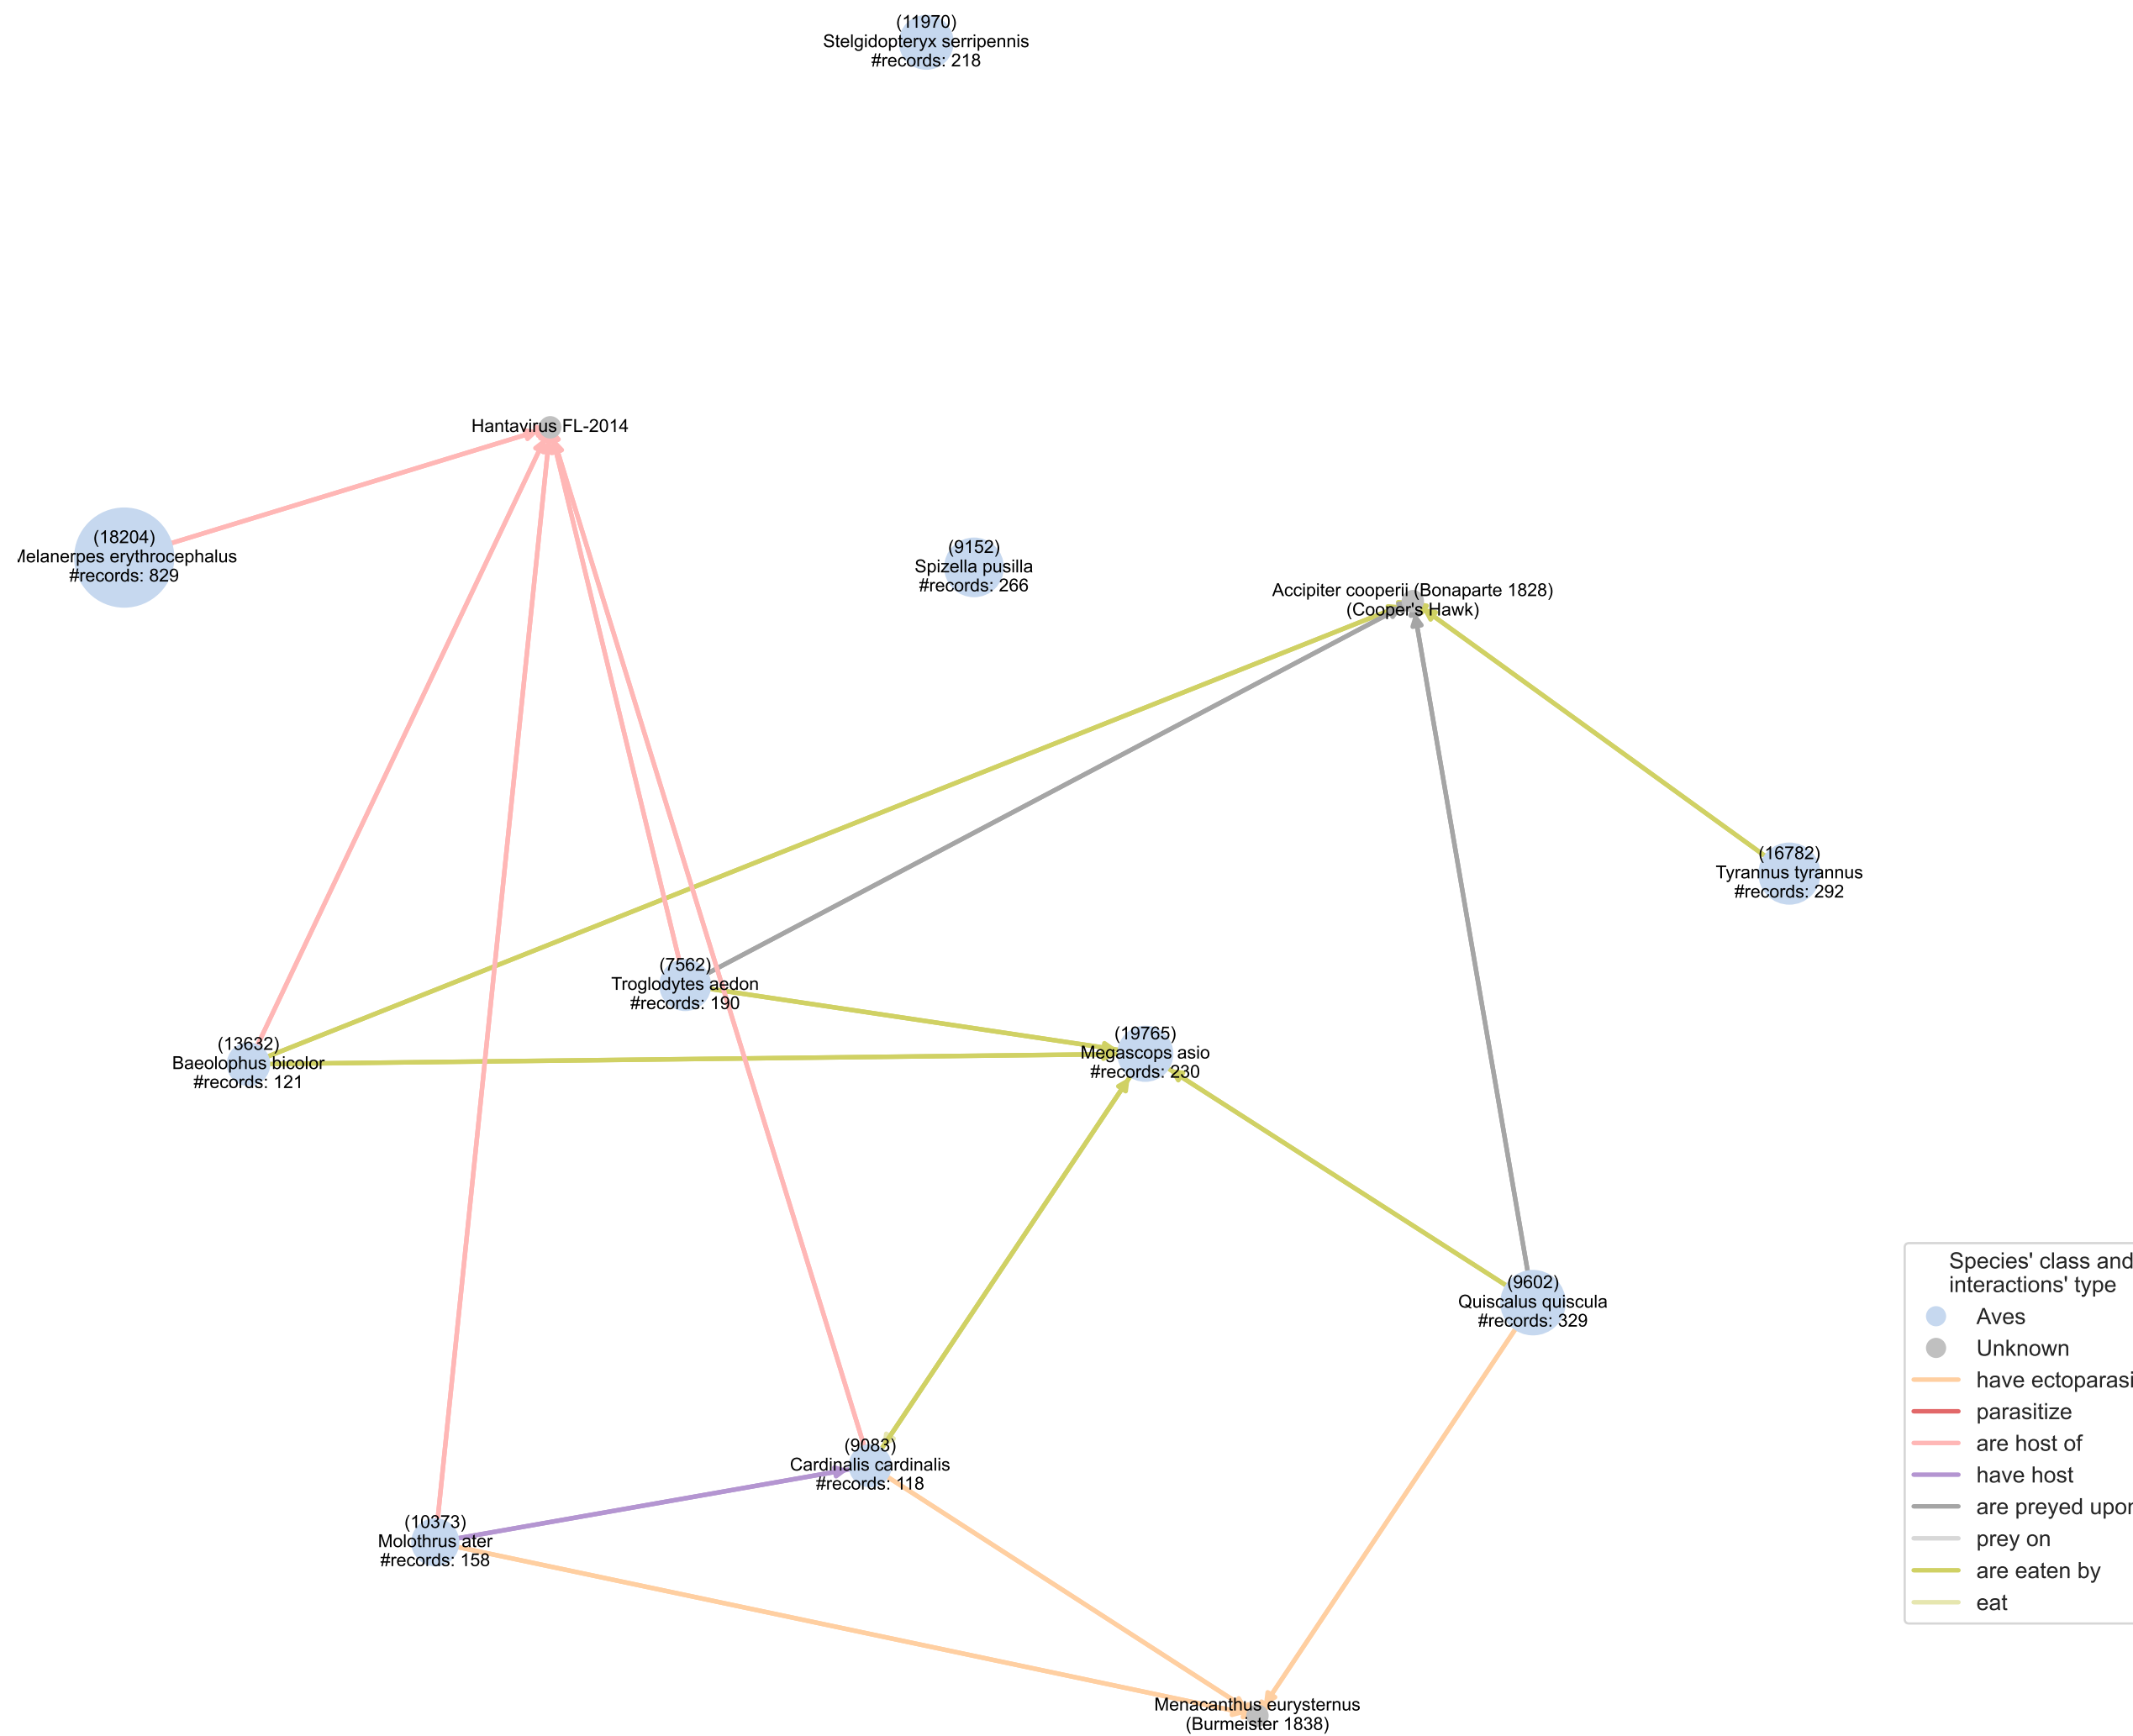 (11970)
Stelgidopteryx serripennis
#records: 218
Hantavirus FL-2014
(18204)
Melanerpes erythrocephalus
#records: 829
(9152)
Spizella pusilla
#records: 266
Accipiter cooperii (Bonaparte 1828)
(Cooper's Hawk)
(16782)
Tyrannus tyrannus
#records: 292
(7562)
Troglodytes aedon
#records: 190
(13632)
Baeolophus bicolor
#records: 121
(19765)
Megascops asio
#records: 230
(9602)
Quiscalus quiscula
#records: 329
(9083)
Cardinalis cardinalis
#records: 118
(10373)
Molothrus ater
#records: 158
Menacanthus eurysternus
(Burmeister 1838)
Species' class and
interactions' type
Aves
Unknown
have ectoparasi
parasitize
are host of
have host
are preyed upon
prey on
are eaten by
eat